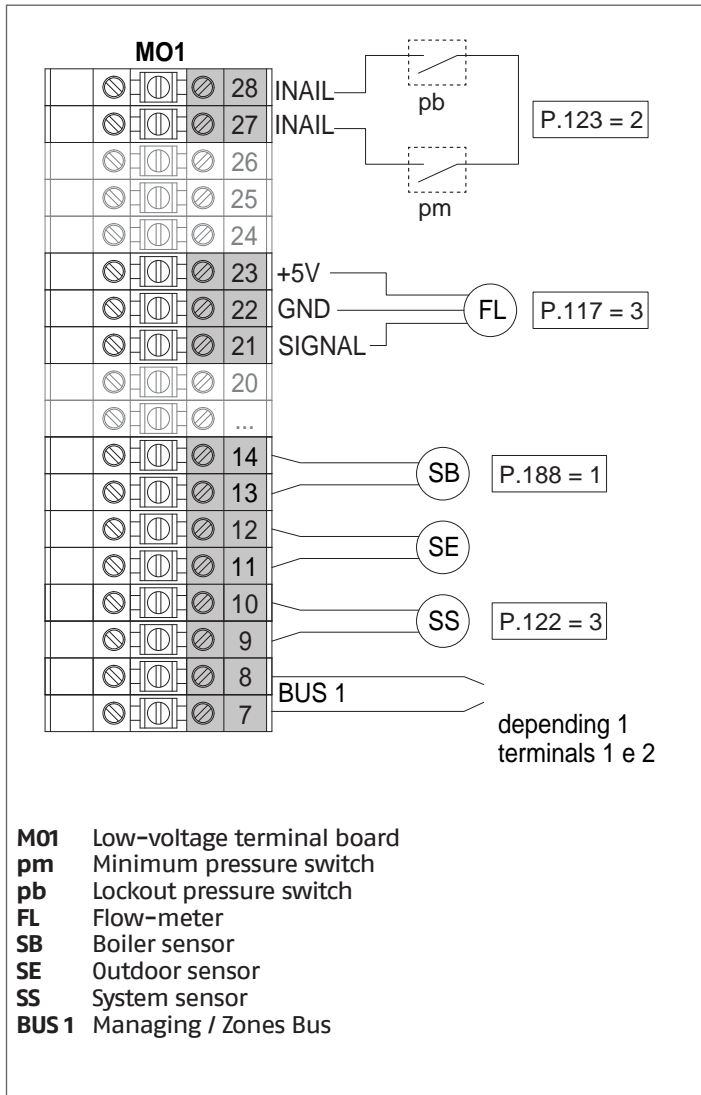 MO1
28 INAIL
pb
27 INAIL
P.123 = 2
26
pm
25
24
23 +5V
22 GND
FL
P.117 = 3
21 SIGNAL
20
...
14
SB
P.188 = 1
13
12
SE
11
10
SS
P.122 = 3
9
8
BUS 1
7
depending 1
terminals 1 e 2
M01 Low-voltage terminal board
pm Minimum pressure switch
pb Lockout pressure switch
FL Flow-meter
SB Boiler sensor
SE Outdoor sensor
SS System sensor
BUS 1 Managing / Zones Bus